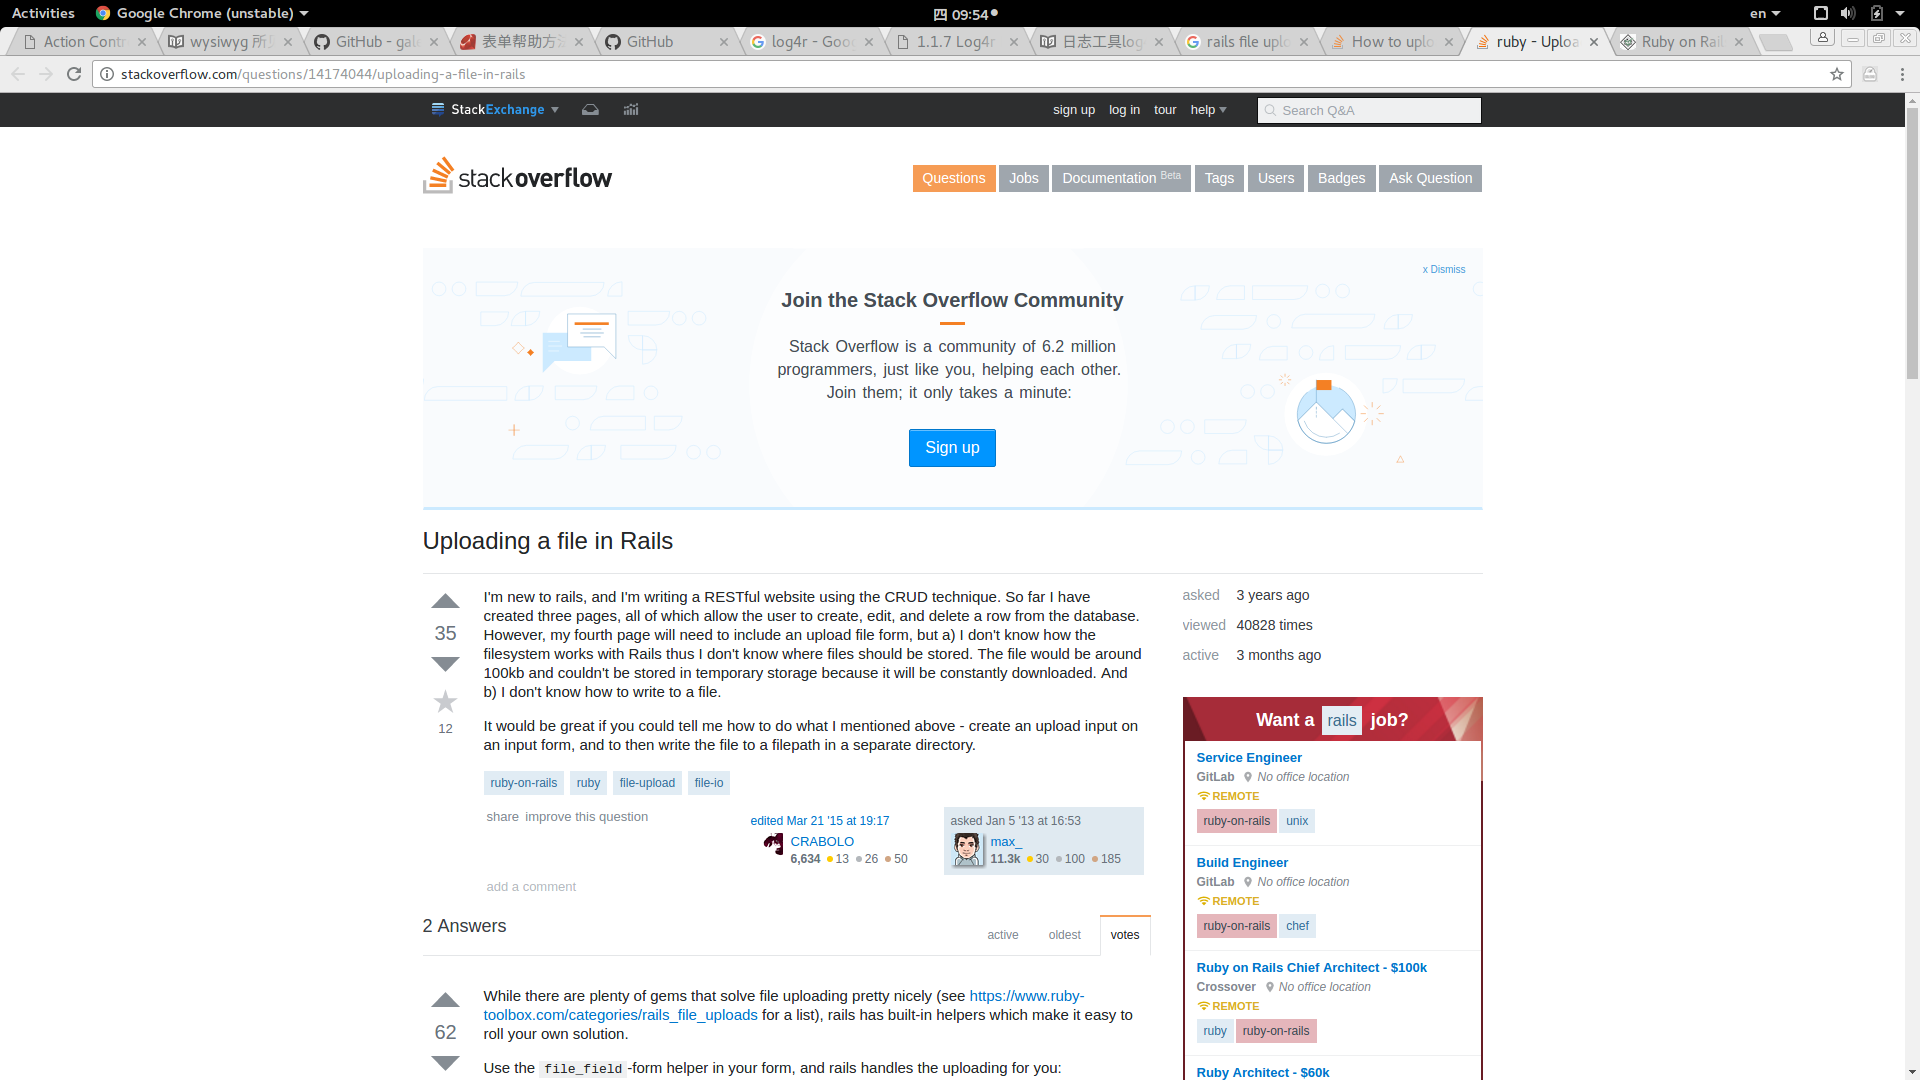 Activities Google Chrome (unstable) 四 09:54 en
Action Contr wysiwyg 所 GitHub - gale 表单帮助方 GitHub log4r - Goo 1.1.7 Log4r 日志工具log rails file uplo How to uplo ruby - Uploa Ruby on Rail
stackoverflow.com/questions/14174044/uploading-a-file-in-rails
StackExchange sign up log in tour help Search Q&A
stackoverflow Questions Jobs Documentation Beta Tags Users Badges Ask Question
x Dismiss
Join the Stack Overflow Community
Stack Overflow is a community of 6.2 million
programmers, just like you, helping each other.
Join them; it only takes a minute:
Sign up
Uploading a file in Rails
35
12
I'm new to rails, and I'm writing a RESTful website using the CRUD technique. So far I have
created three pages, all of which allow the user to create, edit, and delete a row from the database.
However, my fourth page will need to include an upload file form, but a) I don't know how the
filesystem works with Rails thus I don't know where files should be stored. The file would be around
100kb and couldn't be stored in temporary storage because it will be constantly downloaded. And
b) I don't know how to write to a file.
It would be great if you could tell me how to do what I mentioned above - create an upload input on
an input form, and to then write the file to a filepath in a separate directory.
ruby-on-rails ruby file-upload file-io
share improve this question
edited Mar 21 '15 at 19:17
CRABOLO
6,634 13 26 50
asked Jan 5 '13 at 16:53
max_
11.3k 30 100 185
add a comment
2 Answers
active oldest votes
62
While there are plenty of gems that solve file uploading pretty nicely (see https://www.ruby-
toolbox.com/categories/rails_file_uploads for a list), rails has built-in helpers which make it easy to
roll your own solution.
Use the file_field-form helper in your form, and rails handles the uploading for you:
asked 3 years ago
viewed 40828 times
active 3 months ago
Want a rails job?
Service Engineer
GitLab No office location
REMOTE
ruby-on-rails unix
Build Engineer
GitLab No office location
REMOTE
ruby-on-rails chef
Ruby on Rails Chief Architect - $100k
Crossover No office location
REMOTE
ruby ruby-on-rails
Ruby Architect - $60k